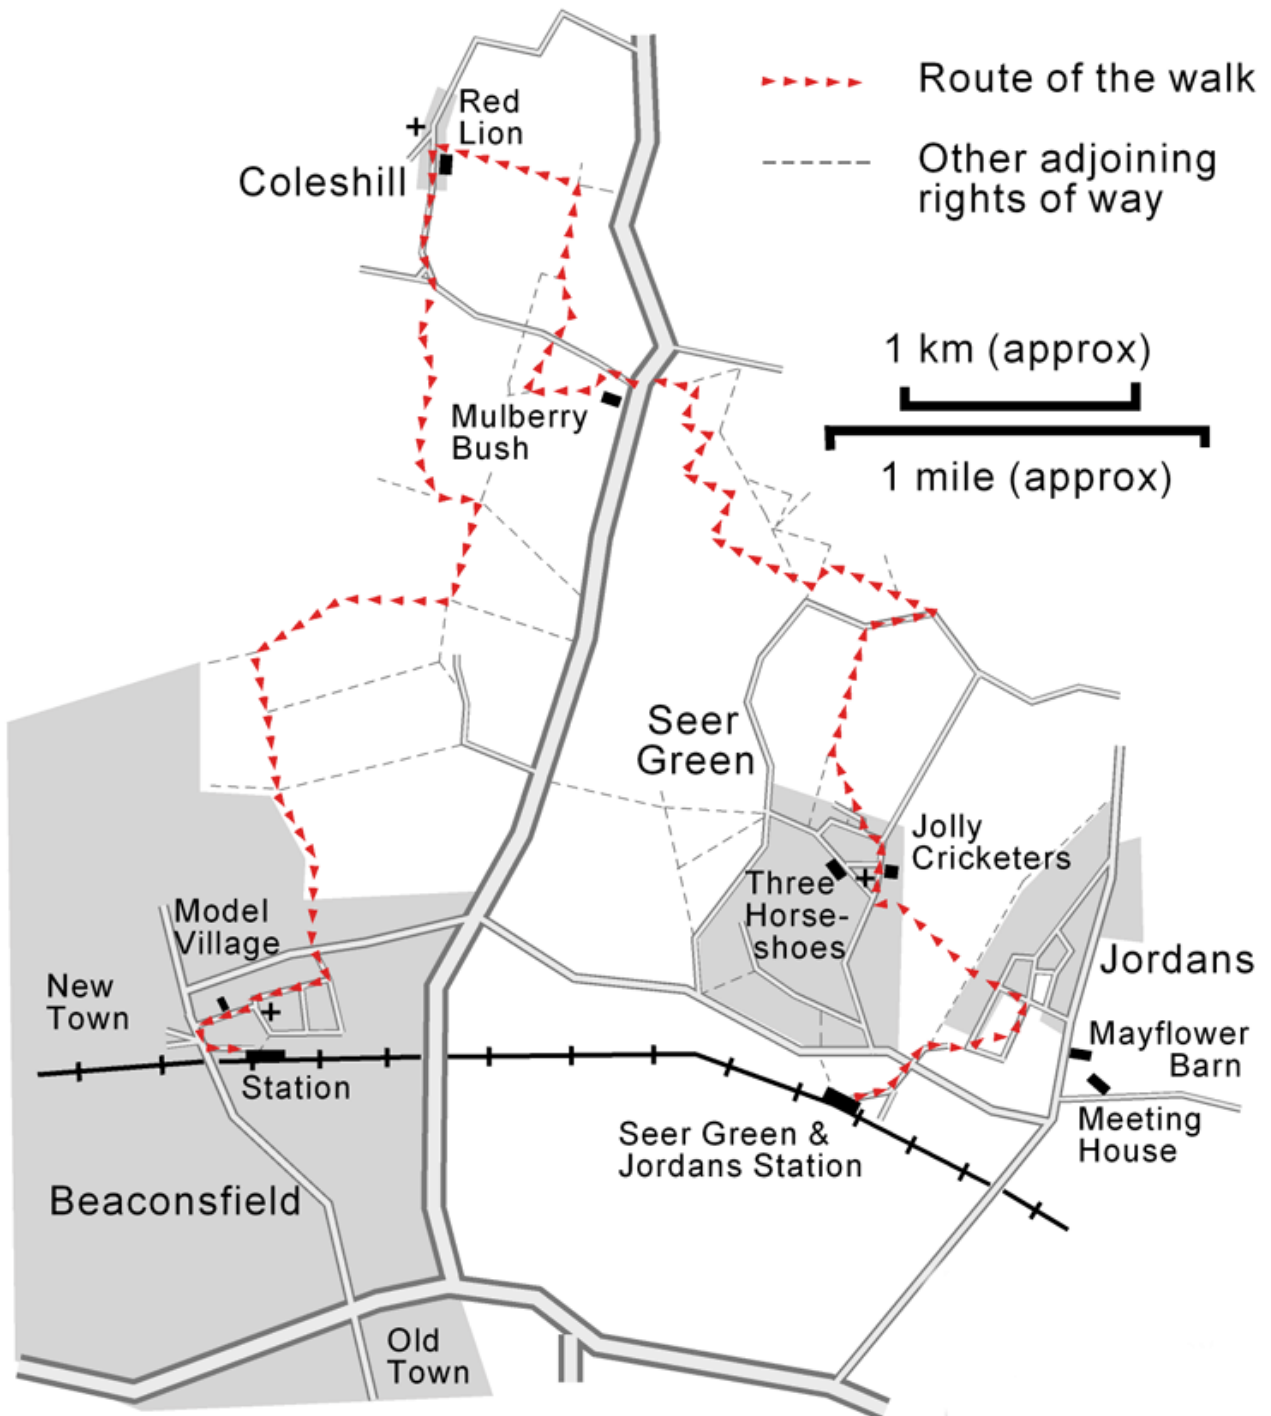 Route of the walk
Other adjoining
rights of way
1 km (approx)
1 mile (approx)
Red
Lion
Coleshill
Mulberry
Bush
Seer
Green
Jolly
Cricketers
Three
Horse-
shoes
Jordans
Mayflower
Barn
Meeting
House
Model
Village
New
Town
Station
Seer Green &
Jordans Station
Beaconsfield
Old
Town